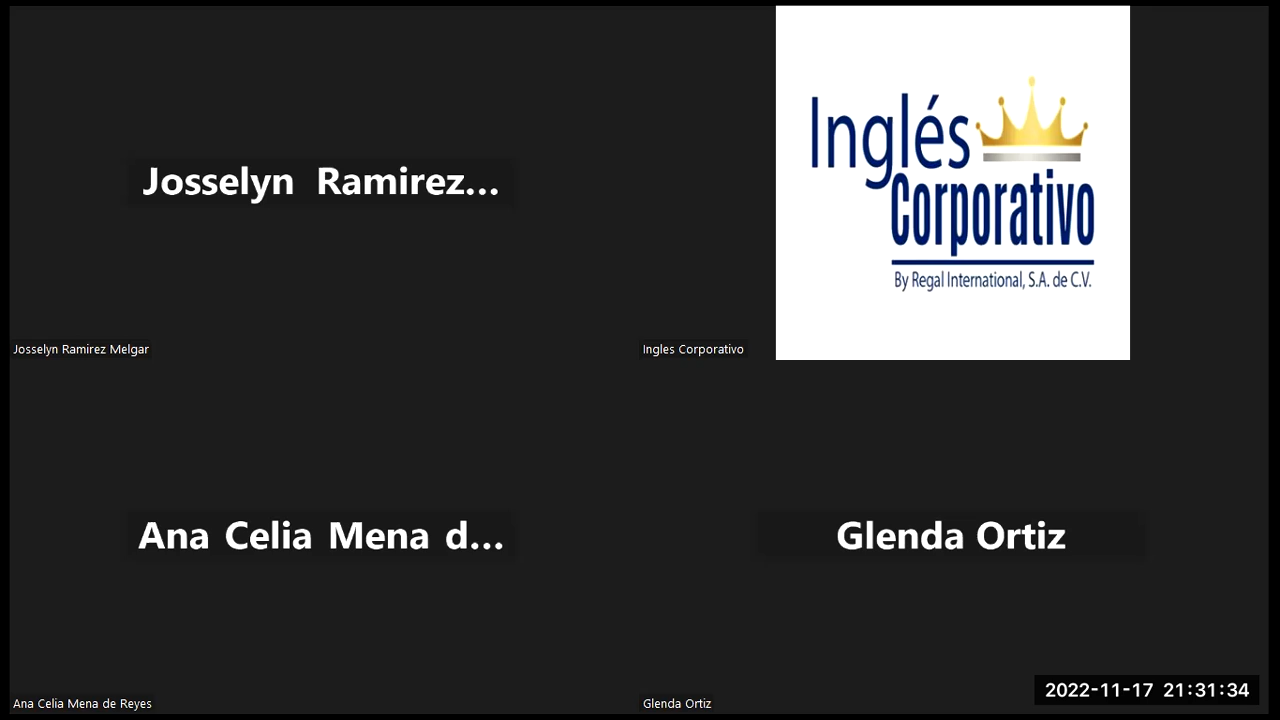 Josselyn Ramirez...
Josselyn Ramirez Melgar
Inglés
Corporativo
By Regal International, S.A. de C.V.
Ingles Corporativo
Ana Celia Mena d...
Ana Celia Mena de Reyes
Glenda Ortiz
Glenda Ortiz
2022-11-17 21:31:34